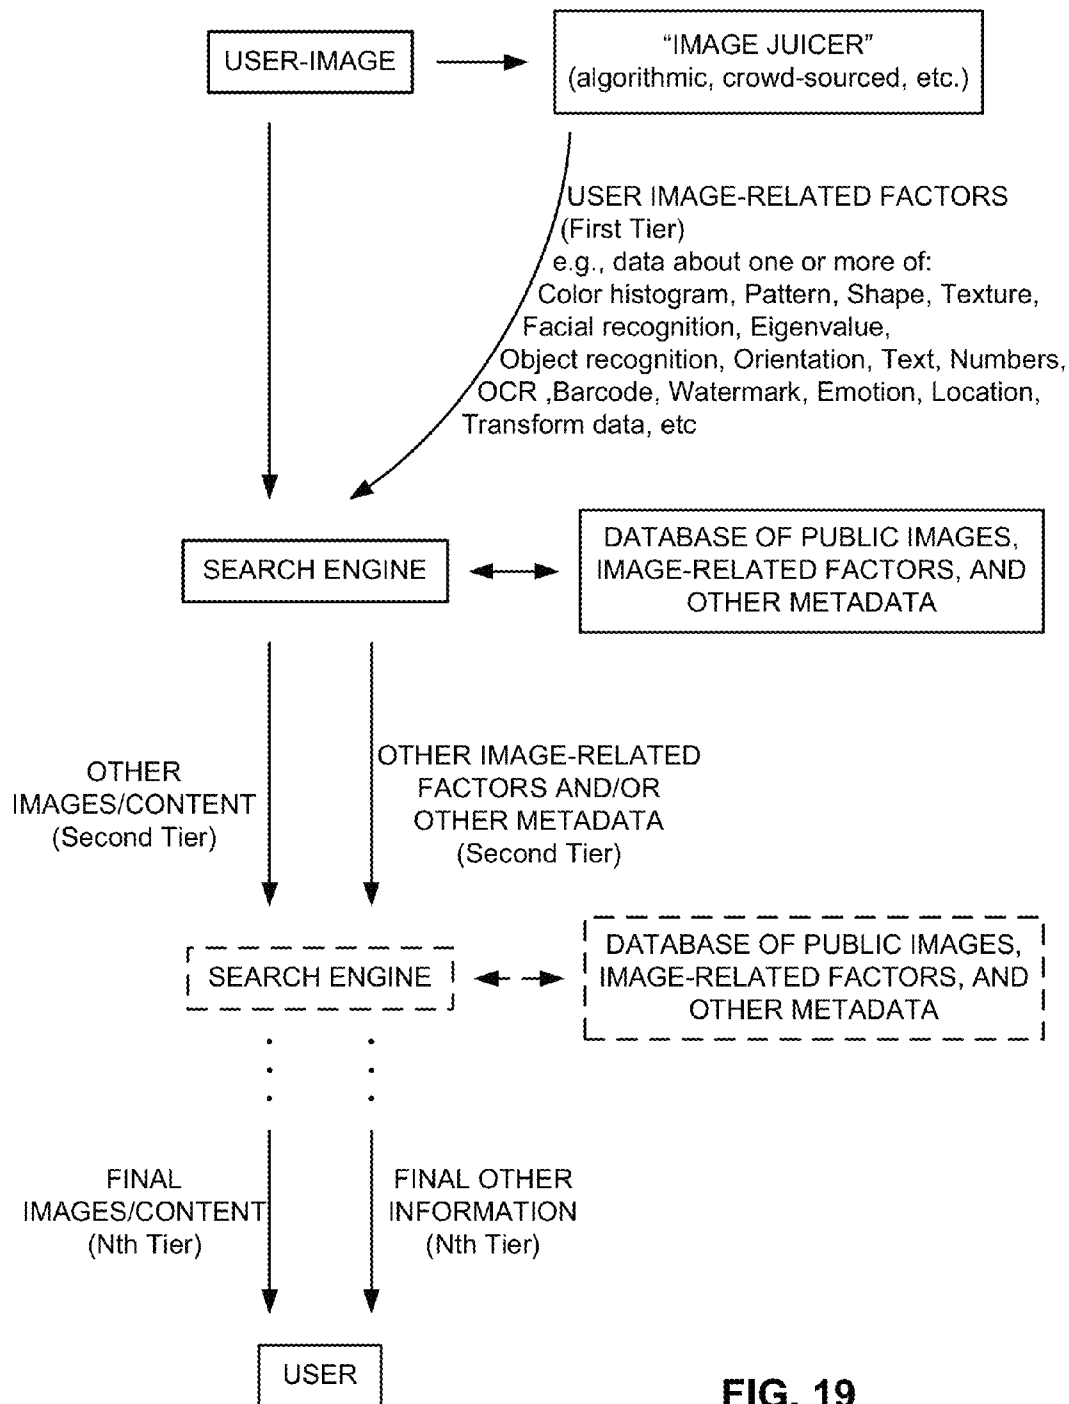 USER-IMAGE
“IMAGE JUICER”
(algorithmic, crowd-sourced, etc.)
USER IMAGE-RELATED FACTORS
(First Tier)
e.g., data about one or more of:
Color histogram, Pattern, Shape, Texture,
Facial recognition, Eigenvalue,
Object recognition, Orientation, Text, Numbers,
OCR ,Barcode, Watermark, Emotion, Location,
Transform data, etc
SEARCH ENGINE
DATABASE OF PUBLIC IMAGES,
IMAGE-RELATED FACTORS, AND
OTHER METADATA
OTHER
IMAGES/CONTENT
(Second Tier)
OTHER IMAGE-RELATED
FACTORS AND/OR
OTHER METADATA
(Second Tier)
SEARCH ENGINE
DATABASE OF PUBLIC IMAGES,
IMAGE-RELATED FACTORS, AND
OTHER METADATA
FINAL
IMAGES/CONTENT
(Nth Tier)
FINAL OTHER
INFORMATION
(Nth Tier)
USER
FIG. 19